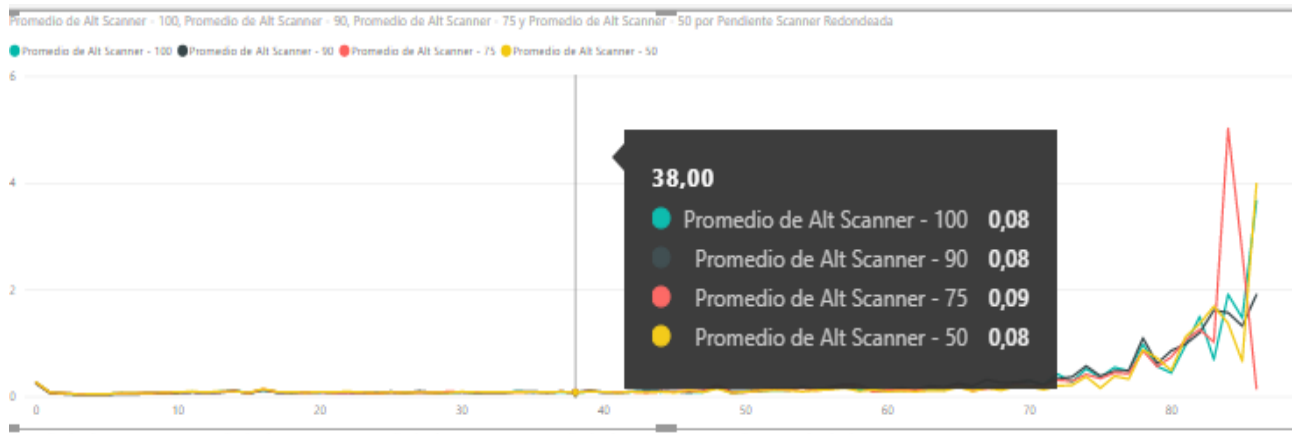 Promedio de Alt Scanner - 100, Promedio de Alt Scanner - 90, Promedio de Alt Scanner - 75 y Promedio de Alt Scanner - 50 por Pendiente Scanner Redondeada
Promedio de Alt Scanner - 100 Promedio de Alt Scanner - 90 Promedio de Alt Scanner - 75 Promedio de Alt Scanner - 50
6
38,00
4
Promedio de Alt Scanner - 100 0,08
Promedio de Alt Scanner - 90 0,08
2
Promedio de Alt Scanner - 75 0,09
Promedio de Alt Scanner - 50 0,08
0
0 10 20 30 40 50 60 70 80